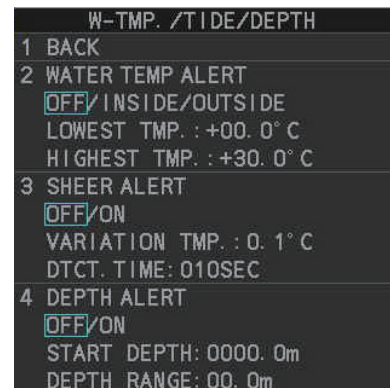 W-TMP./TIDE/DEPTH
1 BACK
2 WATER TEMP ALERT
OFF/INSIDE/OUTSIDE
LOWEST TMP.:+00.0°C
HIGHEST TMP.:+30.0°C
3 SHEER ALERT
OFF/ON
VARIATION TMP.:0.1°C
DTCT.TIME:010SEC
4 DEPTH ALERT
OFF/ON
START DEPTH:0000.0m
DEPTH RANGE:00.0m